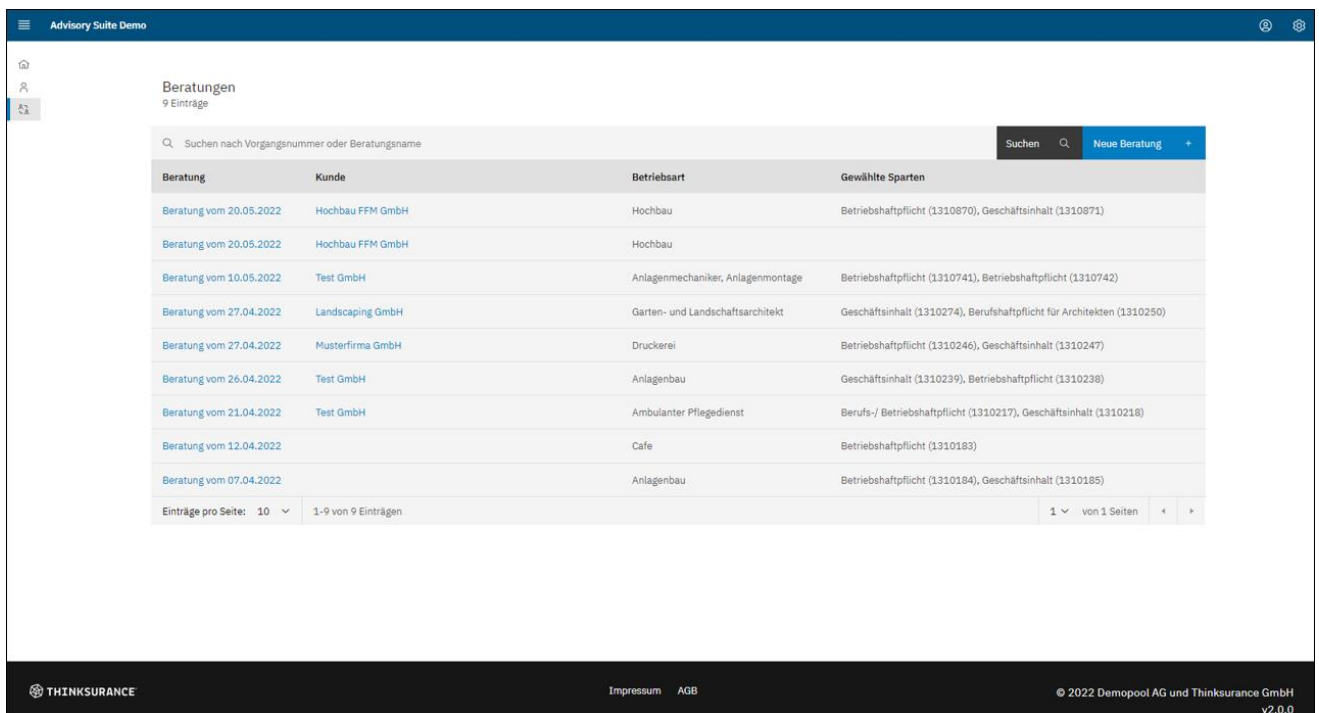 Advisory Suite Demo
Beratungen
9 Einträge
Suchen nach Vorgangsnummer oder Beratungsname Suchen Neue Beratung +
Beratung Kunde Betriebsart Gewählte Sparten
Beratung vom 20.05.2022 Hochbau FFM GmbH Hochbau Betriebshaftpflicht (1310870), Geschäftsinhalt (1310871)
Beratung vom 20.05.2022 Hochbau FFM GmbH Hochbau
Beratung vom 10.05.2022 Test GmbH Anlagenmechaniker, Anlagenmontage Betriebshaftpflicht (1310741), Betriebshaftpflicht (1310742)
Beratung vom 27.04.2022 Landscaping GmbH Garten- und Landschaftsarchitekt Geschäftsinhalt (1310274), Berufshaftpflicht für Architekten (1310250)
Beratung vom 27.04.2022 Musterfirma GmbH Druckerei Betriebshaftpflicht (1310246), Geschäftsinhalt (1310247)
Beratung vom 26.04.2022 Test GmbH Anlagenbau Geschäftsinhalt (1310239), Betriebshaftpflicht (1310238)
Beratung vom 21.04.2022 Test GmbH Ambulanter Pflegedienst Berufs-/ Betriebshaftpflicht (1310217), Geschäftsinhalt (1310218)
Beratung vom 12.04.2022 Cafe Betriebshaftpflicht (1310183)
Beratung vom 07.04.2022 Anlagenbau Betriebshaftpflicht (1310184), Geschäftsinhalt (1310185)
Einträge pro Seite: 10 1-9 von 9 Einträgen 1 von 1 Seiten
THINKSURANCE Impressum AGB © 2022 Demopool AG und Thinksurance GmbH
v2.0.0